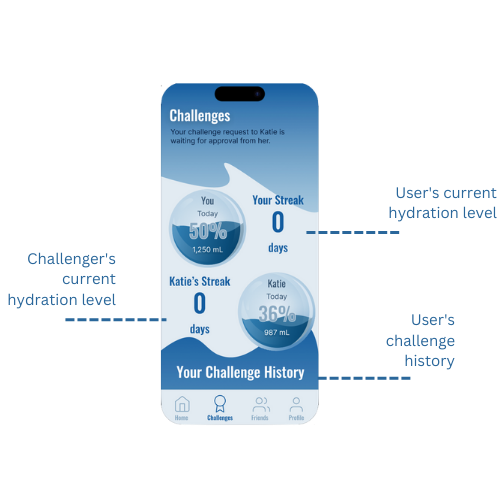 Challenges
Your challenge request to Katie is
waiting for approval from her.
You
Today
50%
1,250 mL
Your Streak
0
days
User's current
hydration level
Challenger's
current
hydration level
Katie's Streak
0
days
Katie
Today
36%
987 mL
User's
challenge
history
Your Challenge History
Home
Challenges
Friends
Profile